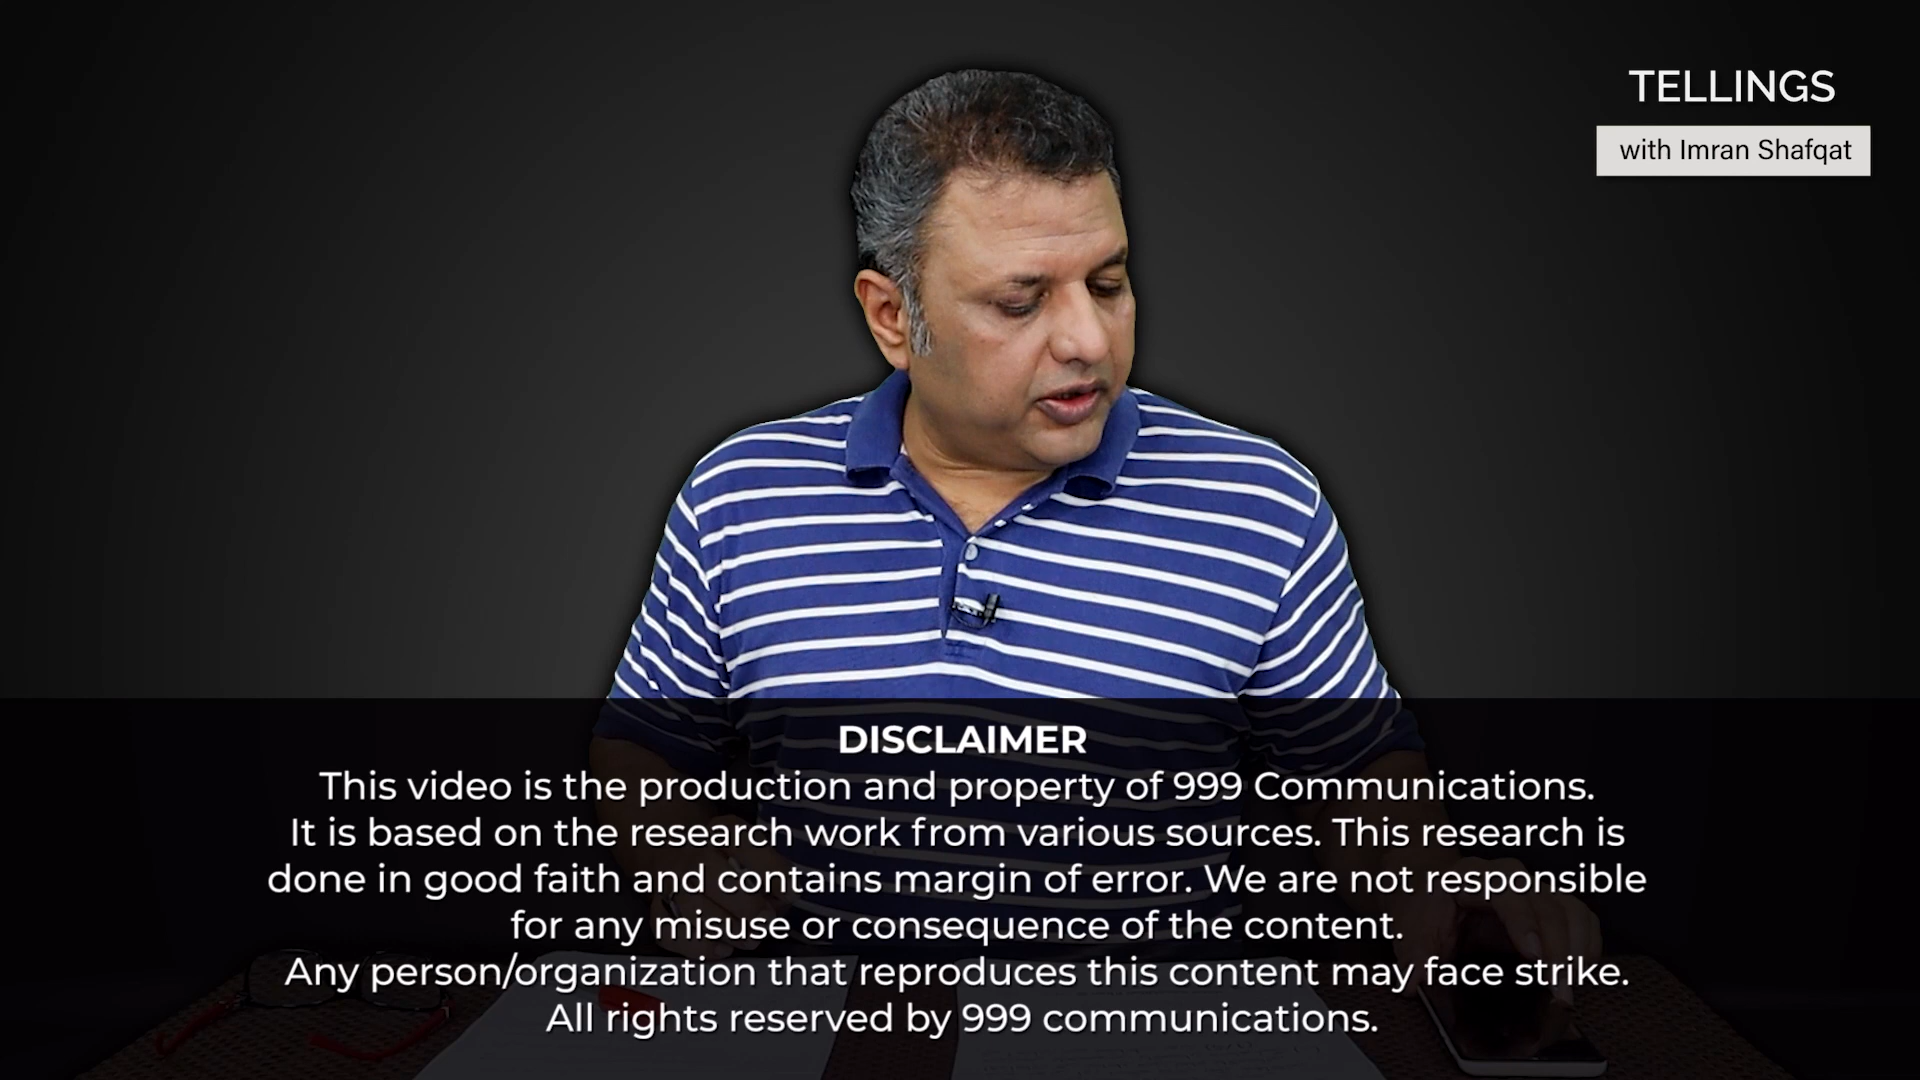 TELLINGS
with Imran Shafqat
DISCLAIMER
This video is the production and property of 999 Communications.
It is based on the research work from various sources. This research is
done in good faith and contains margin of error. We are not responsible
for any misuse or consequence of the content.
Any person/organization that reproduces this content may face strike.
All rights reserved by 999 communications.